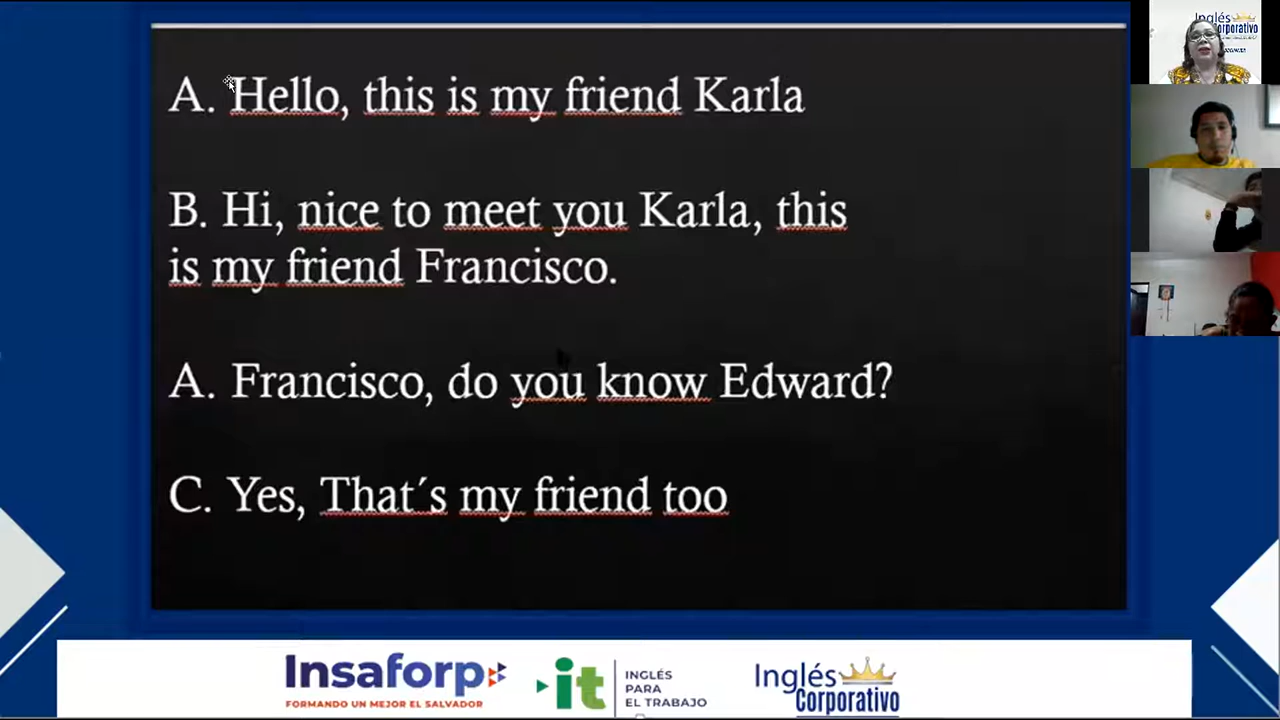 A. Hello, this is my friend Karla
B. Hi, nice to meet you Karla, this
is my friend Francisco.
A. Francisco, do you know Edward?
C. Yes, That´s my friend too
Insaforp
FORMANDO UN MEJOR EL SALVADOR
it
INGLÉS
PARA
EL TRABAJO
Inglés
Corporativo
Inglés
Corporativo